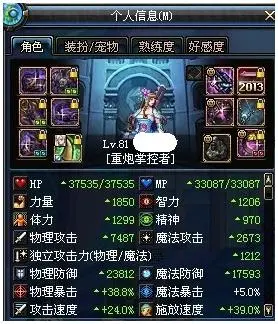 个人信息(M)
角色 装扮/宠物 熟练度 好感度
2013
Lv.81
[重炮掌控者]
HP 37535/37535 MP 33087/33087
力量 1850 智力 1206
体力 1299 精神 970
物理攻击 7487 魔法攻击 2673
独立攻击力(物理/魔法) 1212
物理防御 23812 魔法防御 17593
物理暴击 +38.8% 魔法暴击 +5.0%
攻击速度 +24.0% 施放速度 +39.0%